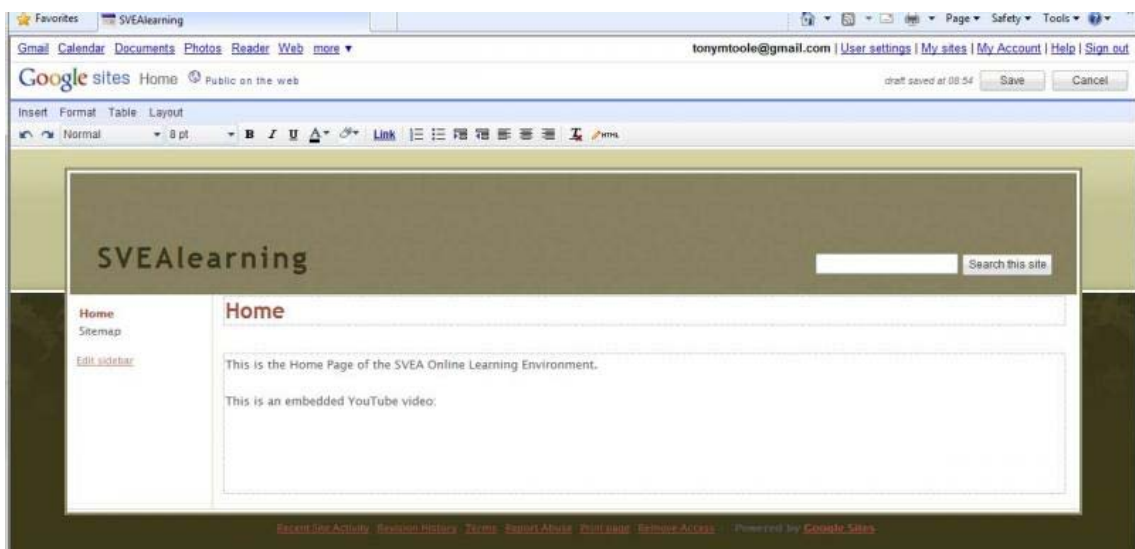 Favorites SVEAlearning Page Safety Tools
Gmail Calendar Documents Photos Reader Web more ▼ tonymtoole@gmail.com | User settings | My sites | My Account | Help | Sign out
Google sites Home Public on the web draft saved at 08:54 Save Cancel
Insert Format Table Layout
Normal 8 pt B I U A Link T HTML
SVEAlearning
Search this site
Home Home
Sitemap
Edit sidebar
This is the Home Page of the SVEA Online Learning Environment.
This is an embedded YouTube video:
Recent Site Activity Revision History Terms Report Abuse Print page Remove Access | Powered by Google Sites